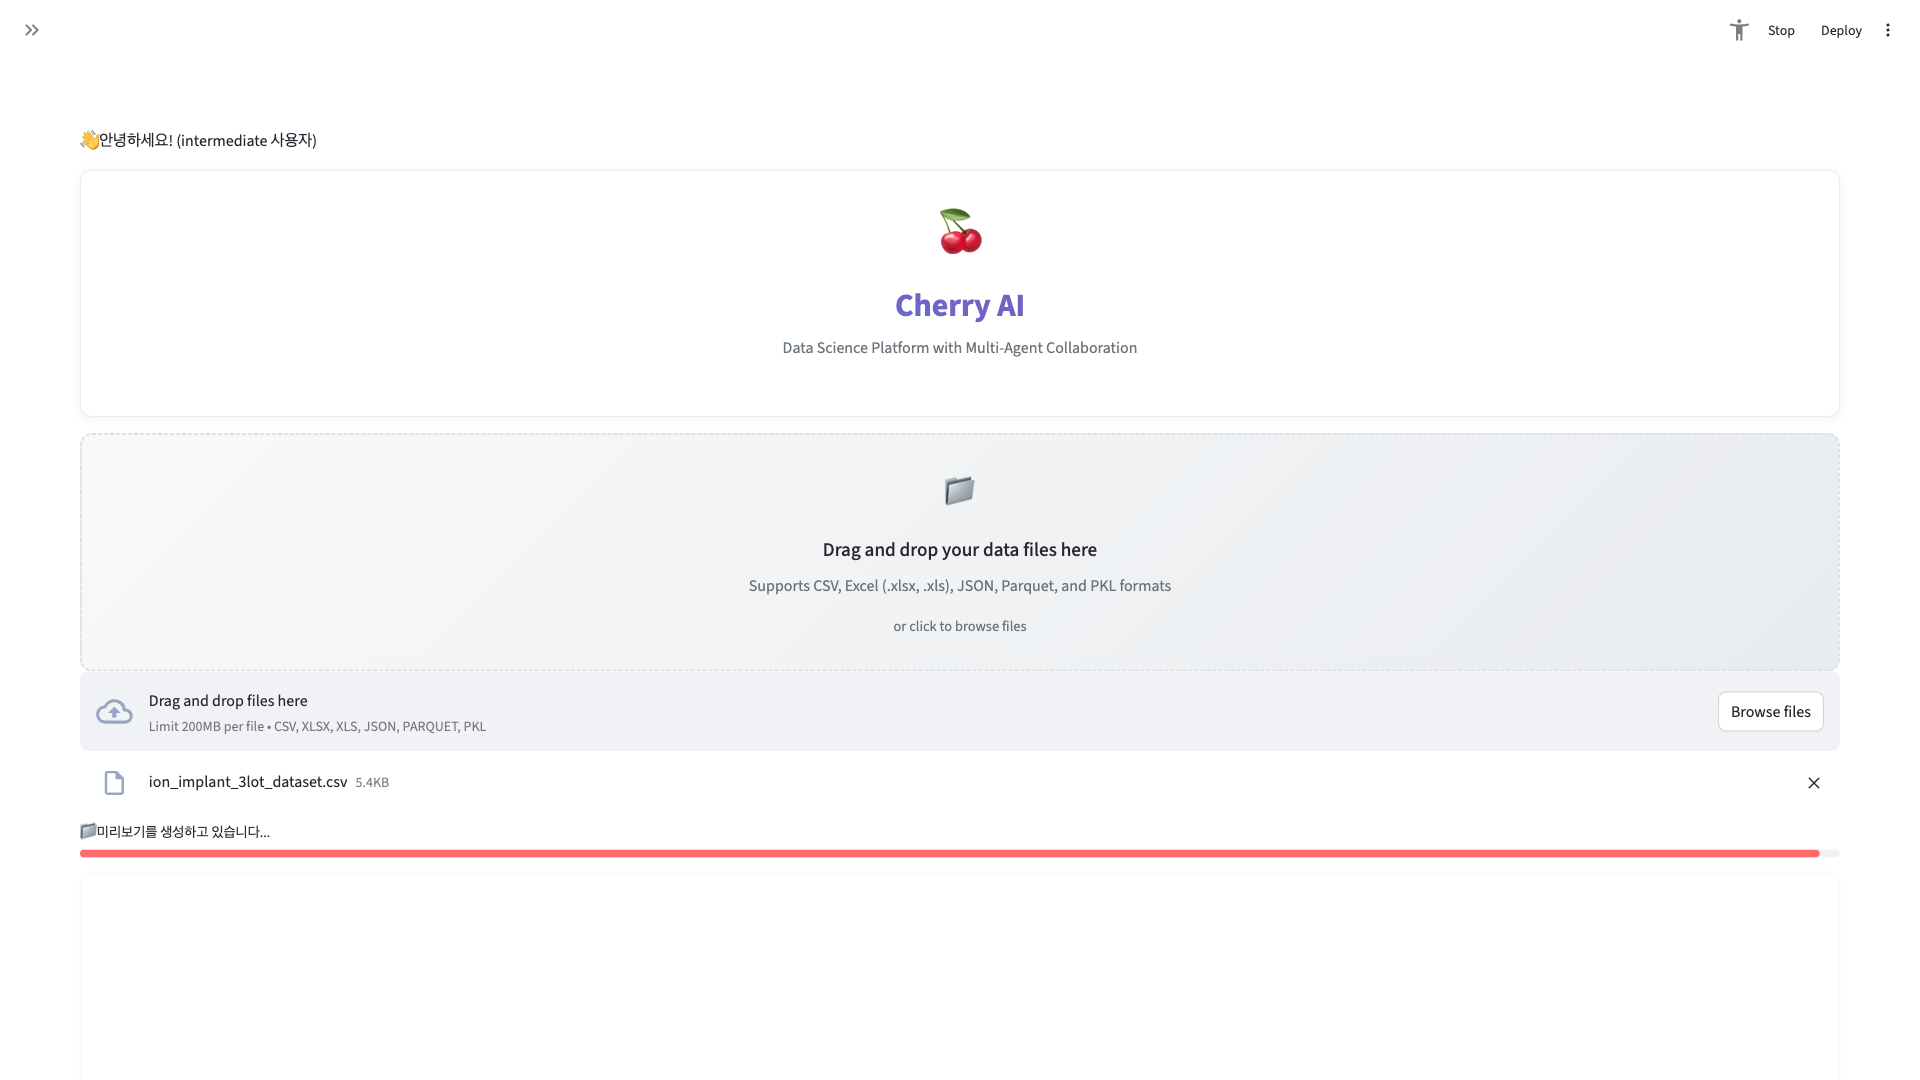 Stop
Deploy
안녕하세요! (intermediate 사용자)
Cherry AI
Data Science Platform with Multi-Agent Collaboration
Drag and drop your data files here
Supports CSV, Excel (.xlsx, .xls), JSON, Parquet, and PKL formats
or click to browse files
Drag and drop files here
Limit 200MB per file • CSV, XLSX, XLS, JSON, PARQUET, PKL
Browse files
ion_implant_3lot_dataset.csv 5.4KB
미리보기를 생성하고 있습니다...